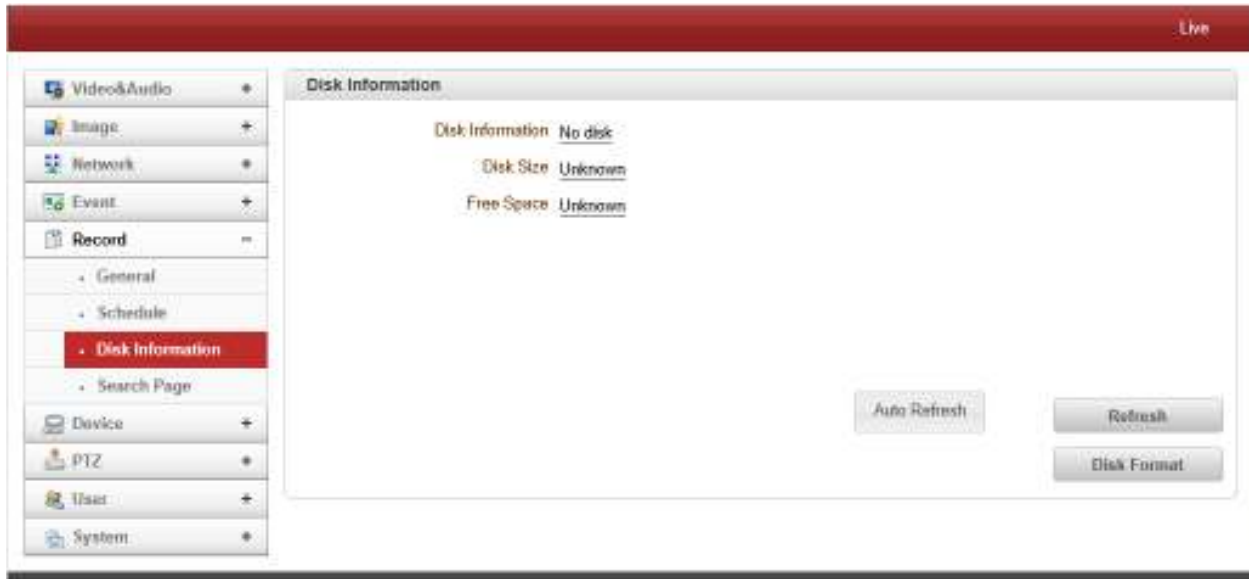 Live
Video&Audio +
Image +
Network +
Event +
Record -
General
Schedule
Disk Information
Search Page
Device +
PTZ +
User +
System +
Disk Information
Disk Information No disk
Disk Size Unknown
Free Space Unknown
Auto Refresh
Refresh
Disk Format